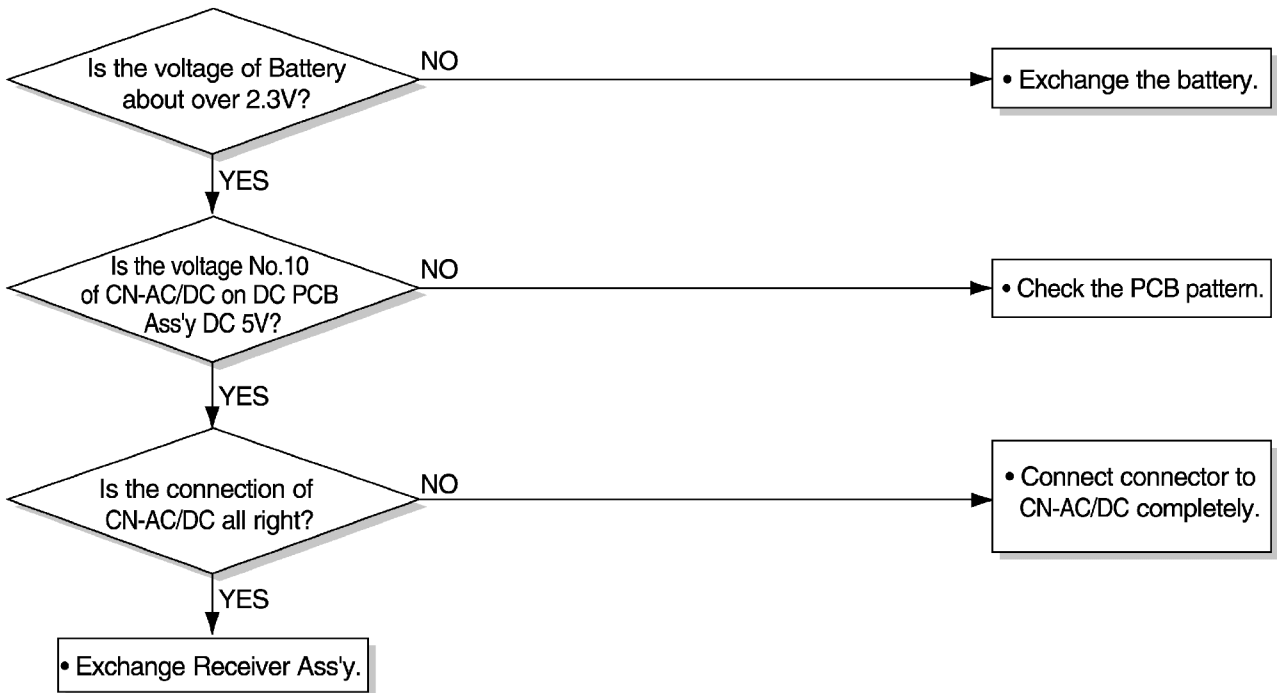 Is the voltage of Battery
about over 2.3V?
NO
• Exchange the battery.
YES
Is the voltage No.10
of CN-AC/DC on DC PCB
Ass'y DC 5V?
NO
• Check the PCB pattern.
YES
Is the connection of
CN-AC/DC all right?
NO
• Connect connector to
CN-AC/DC completely.
YES
• Exchange Receiver Ass'y.